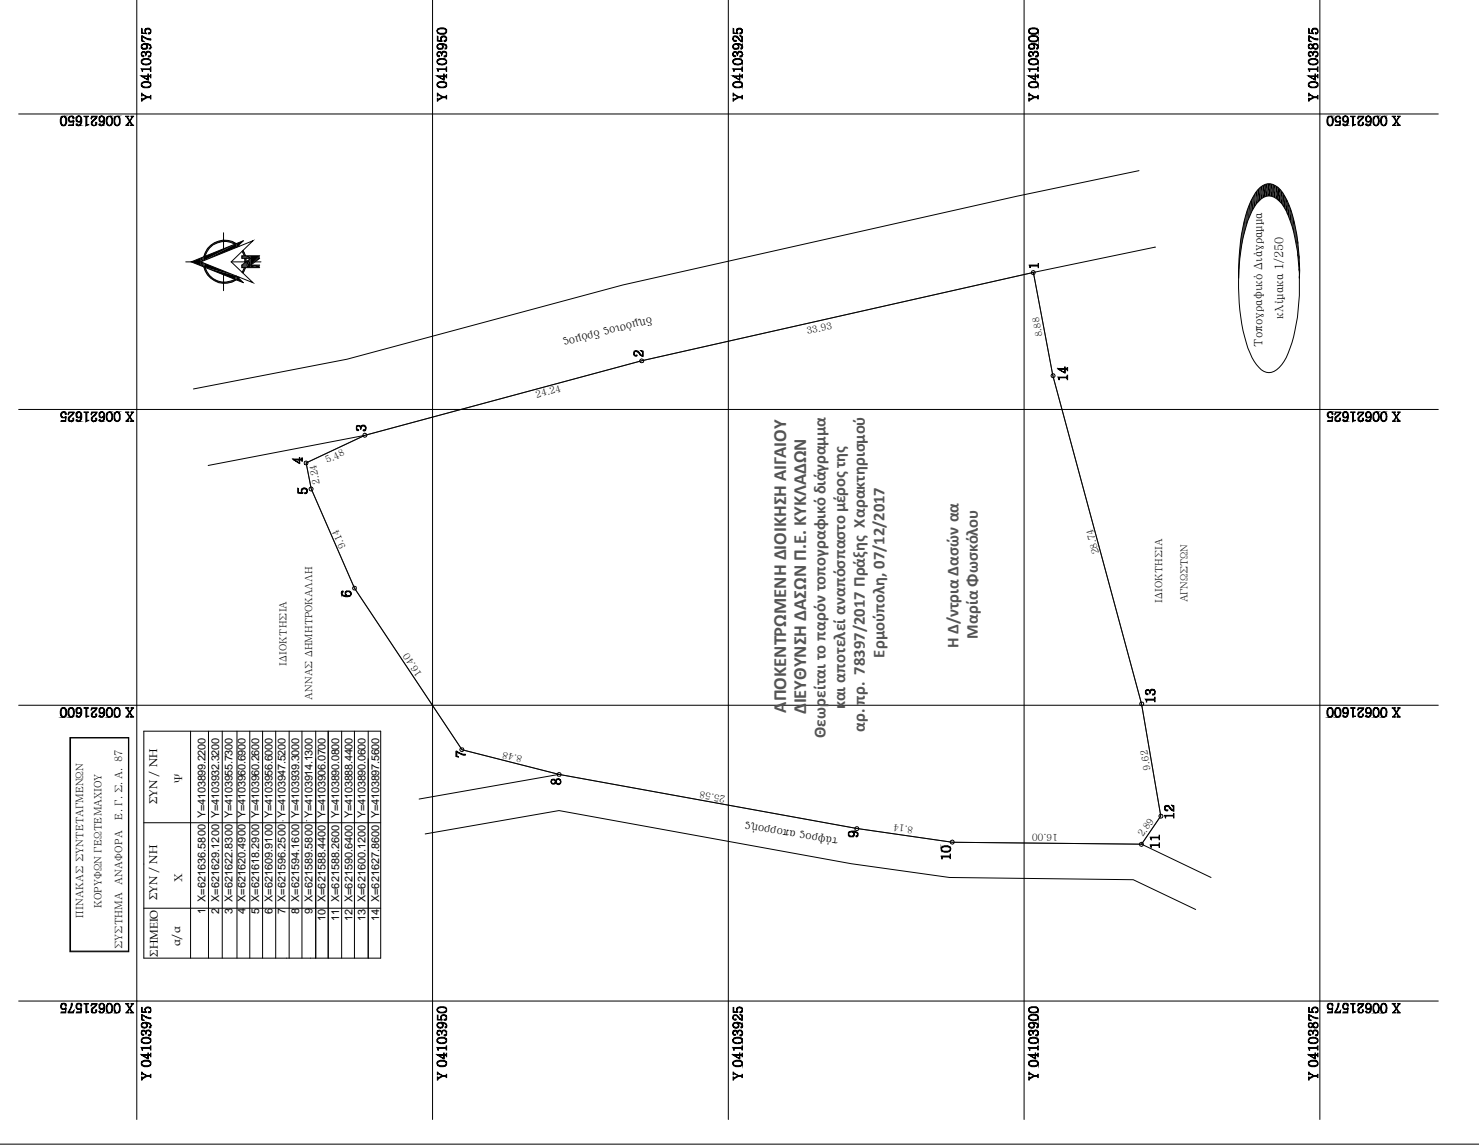 ΠΙΝΑΚΑΣ ΣΥΝΤΕΤΑΓΜΕΝΩΝ
ΚΟΡΥΦΩΝ ΓΕΩΤΕΜΑΧΙΟΥ
ΣΥΣΤΗΜΑ ΑΝΑΦΟΡΑ Ε. Γ. Σ. Α. 87
ΣΗΜΕΙΟ ΣΥΝ / ΝΗ ΣΥΝ / ΝΗ
α/α Χ Ψ
1 X=621636.5800 Y=4103899.2200
2 X=621629.1200 Y=4103932.3200
3 X=621622.8300 Y=4103955.7300
4 X=621620.4900 Y=4103960.6900
5 X=621618.2900 Y=4103960.2600
6 X=621609.9100 Y=4103956.6000
7 X=621596.2500 Y=4103947.5200
8 X=621594.1600 Y=4103939.3000
9 X=621589.5800 Y=4103914.1300
10 X=621588.4400 Y=4103906.0700
11 X=621588.2600 Y=4103890.0800
12 X=621590.6400 Y=4103888.4400
13 X=621600.1200 Y=4103890.0600
14 X=621627.8600 Y=4103897.5600
Y 04103975
Y 04103950
Y 04103925
Y 04103900
Y 04103875
X 00621650
X 00621650
X 00621625
X 00621625
X 00621600
X 00621600
X 00621575
X 00621575
Y 04103975
Y 04103950
Y 04103925
Y 04103900
Y 04103875
N
ΙΔΙΟΚΤΗΣΙΑ
ΑΝΝΑΣ ΔΗΜΗΤΡΟΚΑΛΛΗ
δημόσιος δρόμος
τάφρος απορροής
1
2
3
4
5
6
7
8
9
10
11
12
13
14
33.93
24.24
5.48
2.24
9.14
16.40
8.48
25.58
8.14
16.00
2.89
9.62
28.74
8.88
ΑΠΟΚΕΝΤΡΩΜΕΝΗ ΔΙΟΙΚΗΣΗ ΑΙΓΑΙΟΥ
ΔΙΕΥΘΥΝΣΗ ΔΑΣΩΝ Π.Ε. ΚΥΚΛΑΔΩΝ
Θεωρείται το παρόν τοπογραφικό διάγραμμα
και αποτελεί αναπόσπαστο μέρος της
αρ. πρ. 78397/2017 Πράξης Χαρακτηρισμού
Ερμούπολη, 07/12/2017
Η Δ/ντρια Δασών αα
Μαρία Φωσκόλου
ΙΔΙΟΚΤΗΣΙΑ
ΑΓΝΩΣΤΩΝ
Τοπογραφικό Διάγραμμα
κλίμακα 1/250